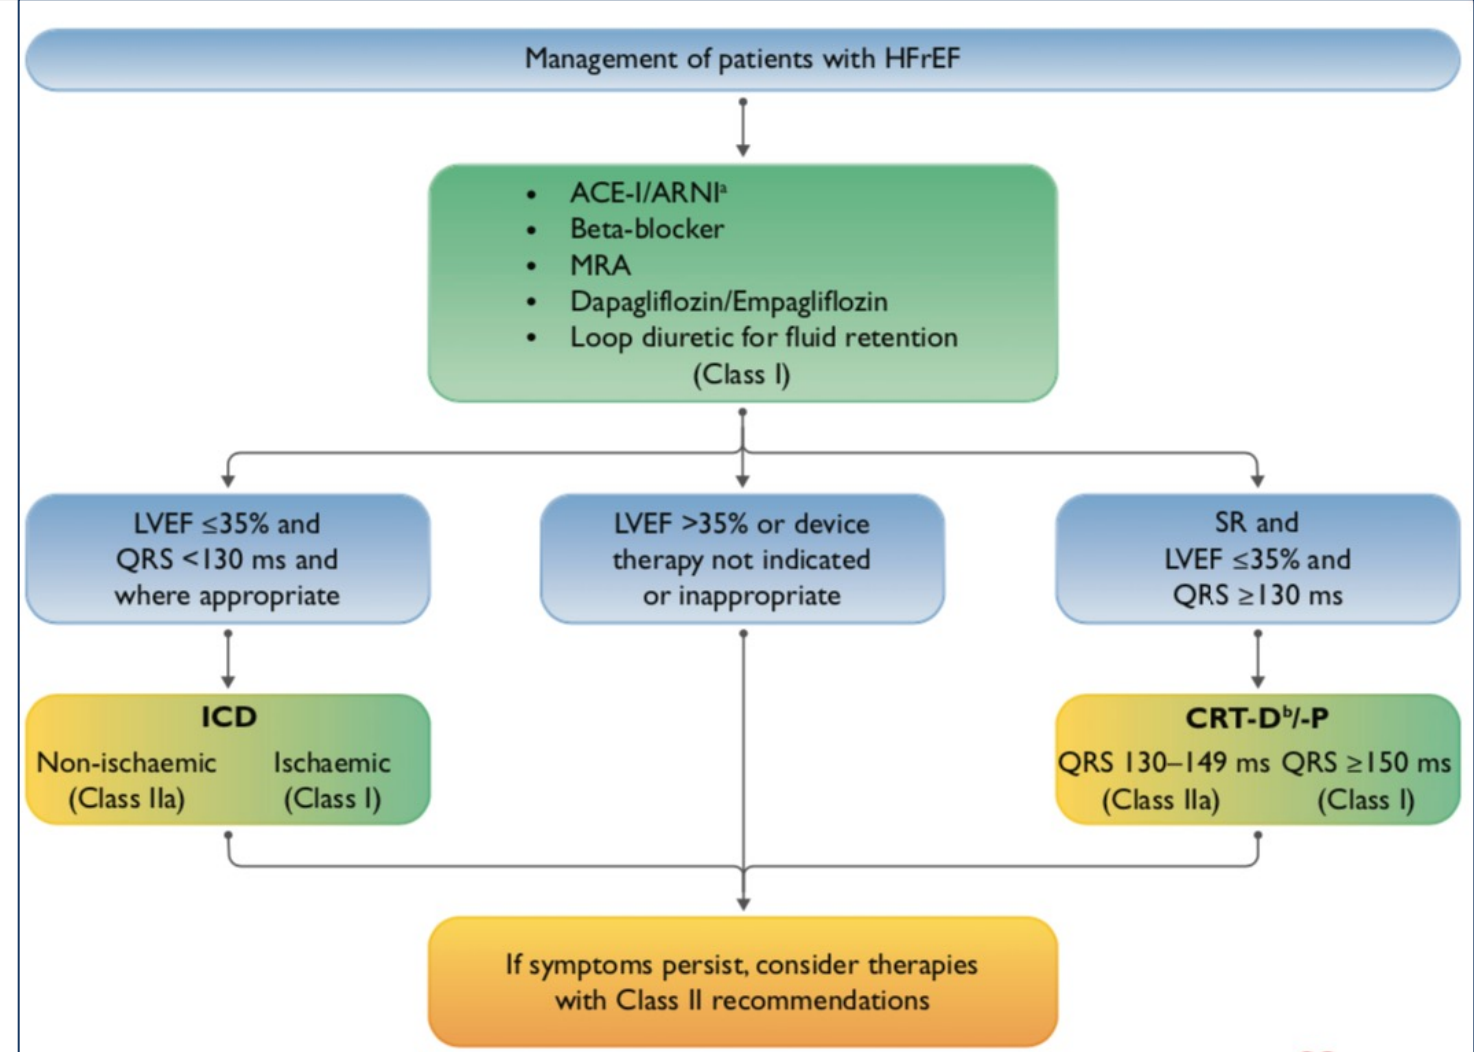 Management of patients with HFrEF
• ACE-I/ARNIᵃ
• Beta-blocker
• MRA
• Dapagliflozin/Empagliflozin
• Loop diuretic for fluid retention
(Class I)
LVEF ≤35% and
QRS <130 ms and
where appropriate
LVEF >35% or device
therapy not indicated
or inappropriate
SR and
LVEF ≤35% and
QRS ≥130 ms
ICD
Non-ischaemic
(Class IIa)
Ischaemic
(Class I)
CRT-Dᵇ/-P
QRS 130–149 ms
(Class IIa)
QRS ≥150 ms
(Class I)
If symptoms persist, consider therapies
with Class II recommendations